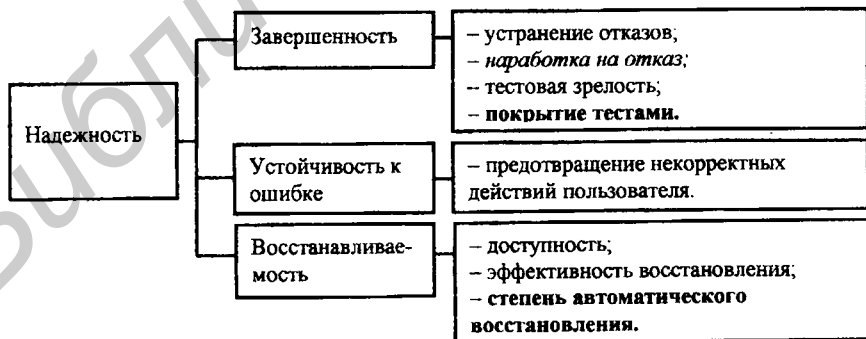 Завершенность
– устранение отказов;
– наработка на отказ;
– тестовая зрелость;
– покрытие тестами.
Надежность
Устойчивость к
ошибке
– предотвращение некорректных
действий пользователя.
Восстанавливае-
мость
– доступность;
– эффективность восстановления;
– степень автоматического
восстановления.
Библи